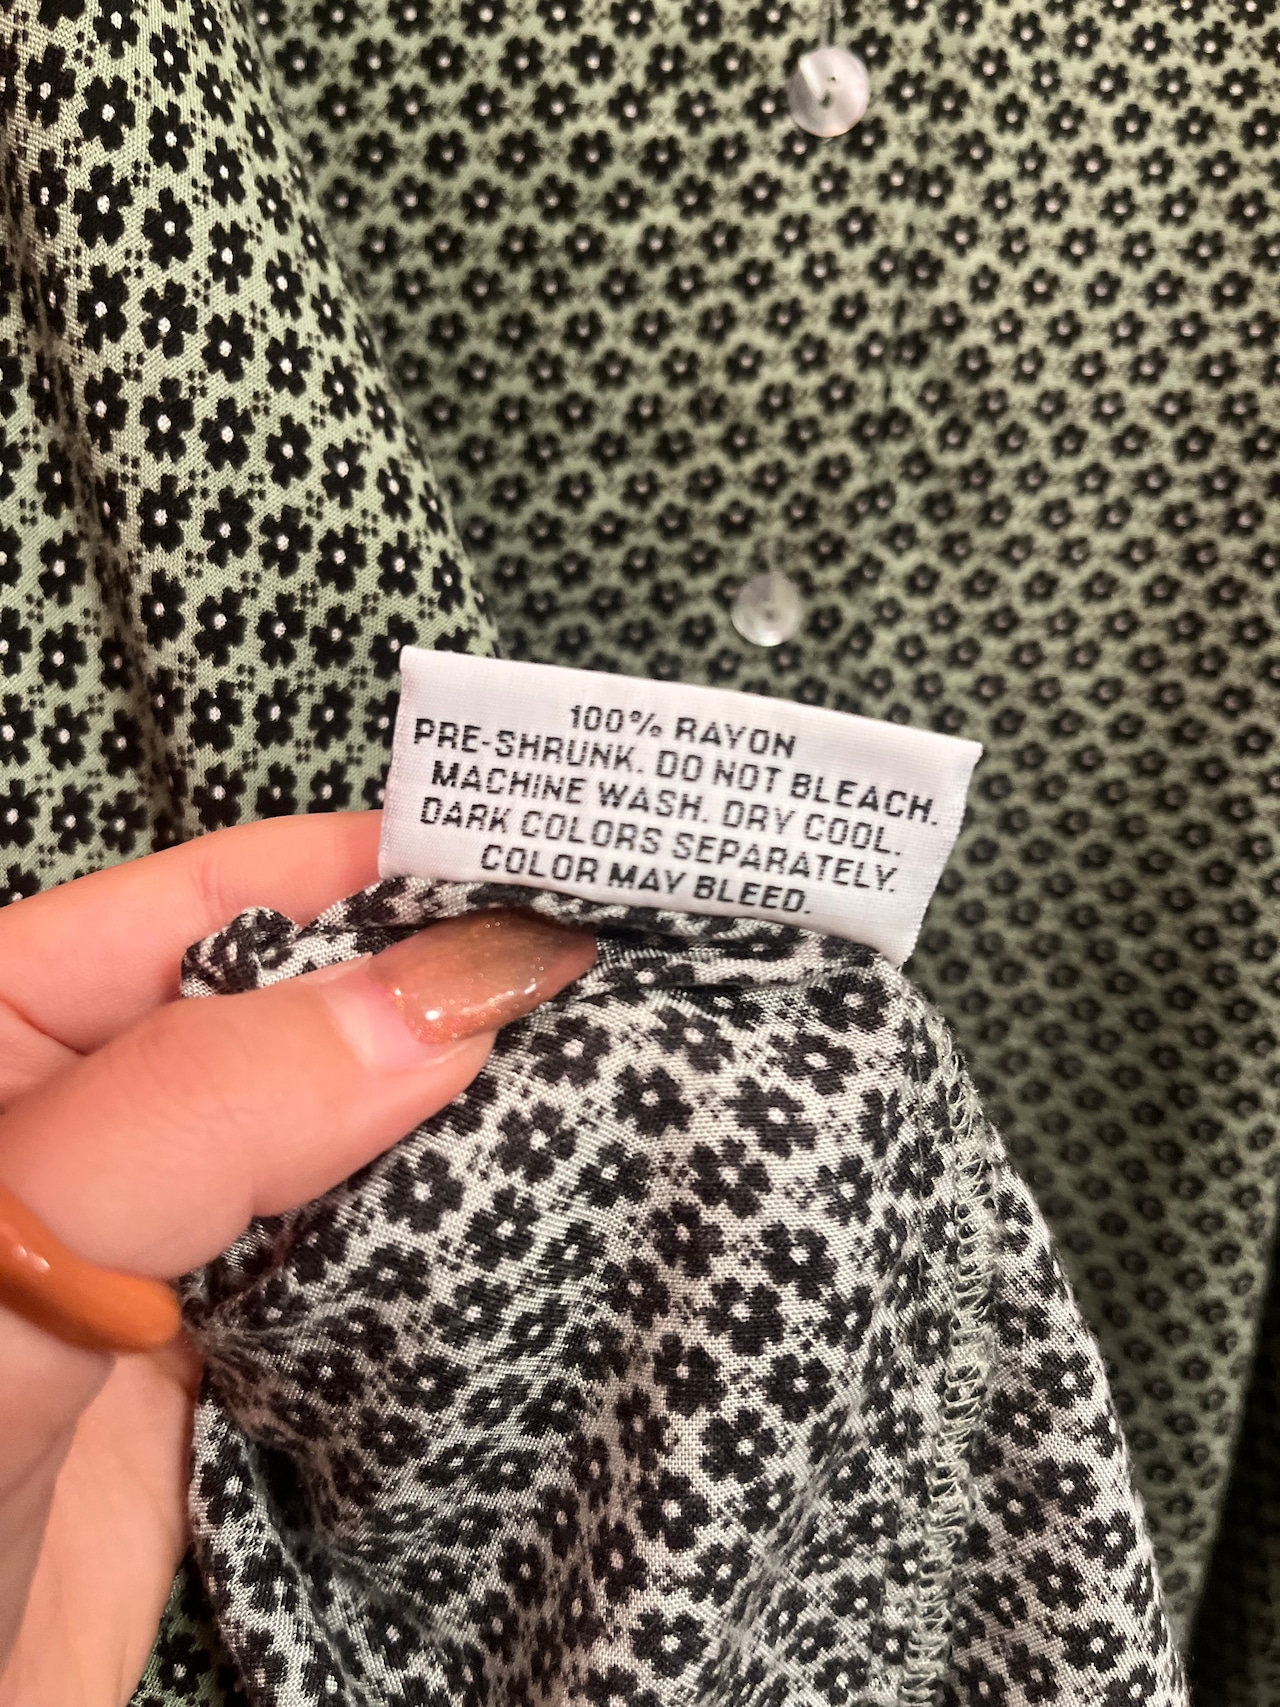 100% RAYON
PRE-SHRUNK. DO NOT BLEACH.
MACHINE WASH. DRY COOL.
DARK COLORS SEPARATELY.
COLOR MAY BLEED.